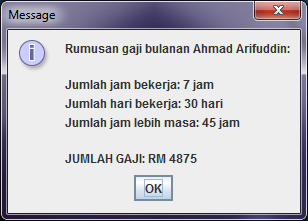 Message
Rumusan gaji bulanan Ahmad Arifuddin:
Jumlah jam bekerja: 7 jam
Jumlah hari bekerja: 30 hari
Jumlah jam lebih masa: 45 jam
JUMLAH GAJI: RM 4875
OK